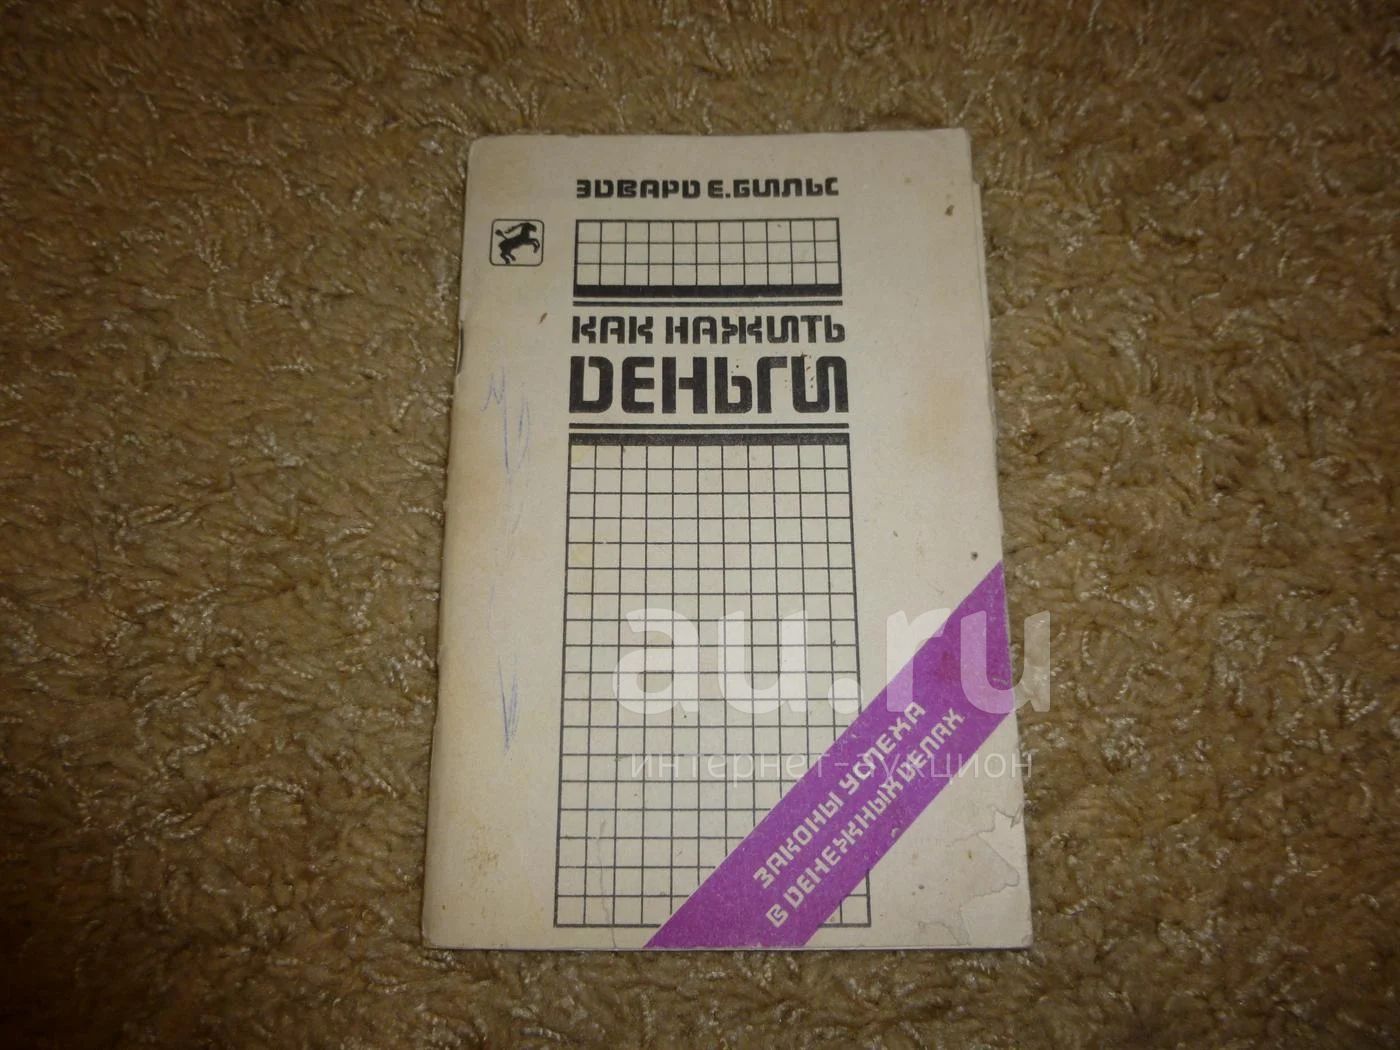 ЭДВАРД Е. БИЛЛЬС
КАК НАЖИТЬ
ДЕНЬГИ
ЗАКОНЫ УСПЕХА
В ДЕНЕЖНЫХ ДЕЛАХ
au.ru
интернет-аукцион